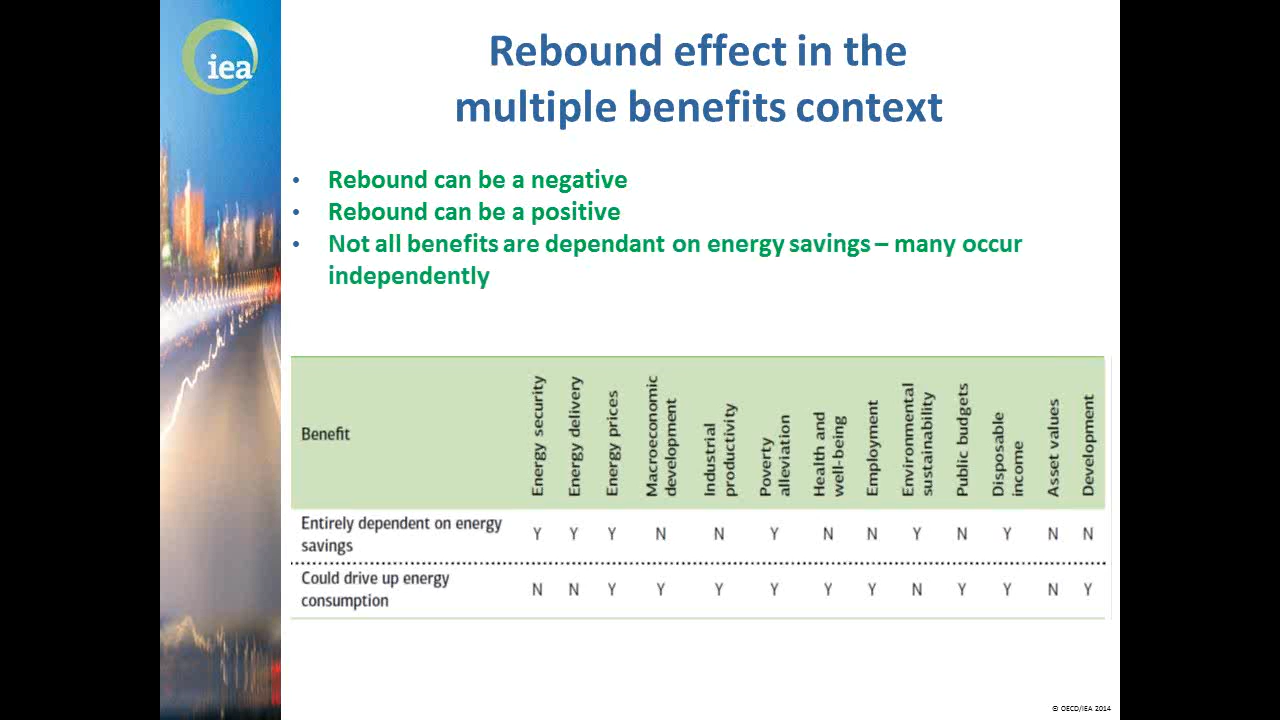 iea
Rebound effect in the
multiple benefits context
• Rebound can be a negative
• Rebound can be a positive
• Not all benefits are dependant on energy savings – many occur
independently
Benefit
Energy security
Energy delivery
Energy prices
Macroeconomic
development
Industrial
productivity
Poverty
alleviation
Health and
well-being
Employment
Environmental
sustainability
Public budgets
Disposable
income
Asset values
Development
Entirely dependent on energy
savings
Y Y Y N N Y N N Y N Y N N
Could drive up energy
consumption
N N Y Y Y Y Y Y N Y Y N Y
© OECD/IEA 2014